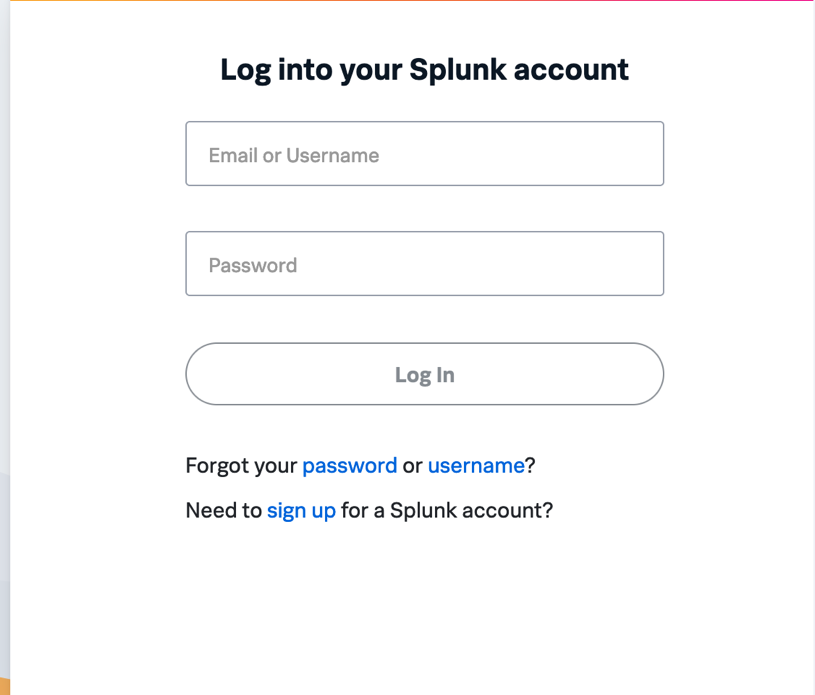 Log into your Splunk account
Email or Username
Password
Log In
Forgot your password or username?
Need to sign up for a Splunk account?